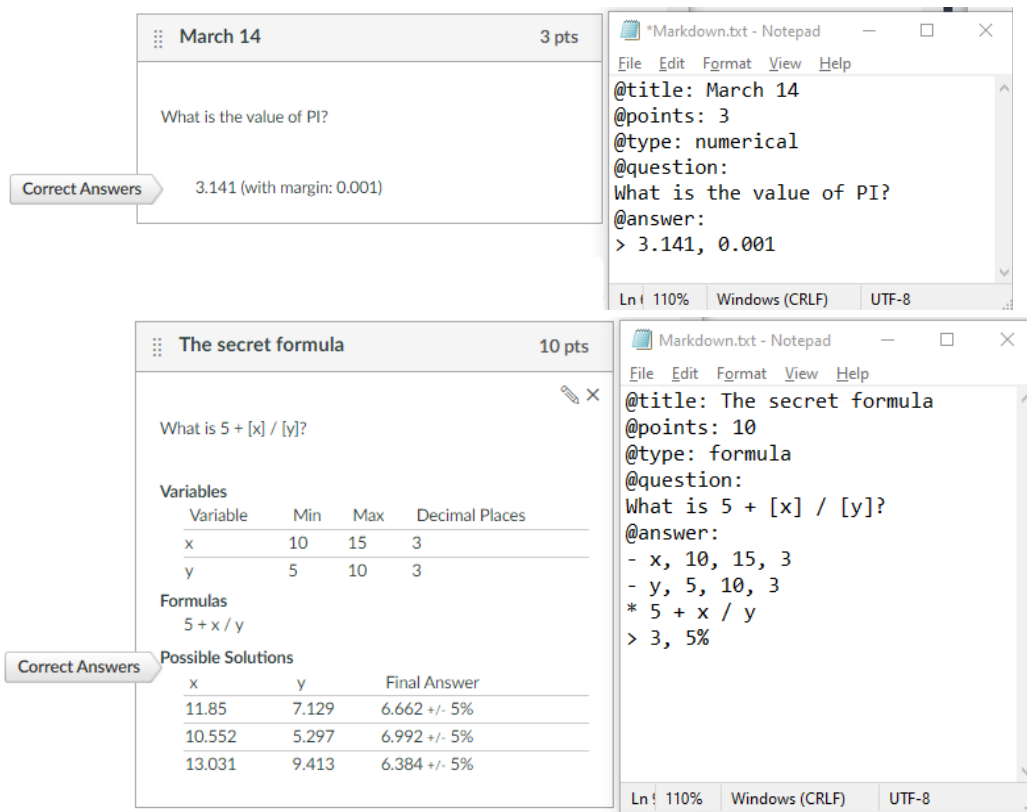 March 14 3 pts
What is the value of PI?
Correct Answers 3.141 (with margin: 0.001)
*Markdown.txt - Notepad
File Edit Format View Help
@title: March 14
@points: 3
@type: numerical
@question:
What is the value of PI?
@answer:
> 3.141, 0.001
Ln 110% Windows (CRLF) UTF-8
The secret formula 10 pts
What is 5 + [x] / [y]?
Variables
Variable Min Max Decimal Places
x 10 15 3
y 5 10 3
Formulas
5 + x / y
Correct Answers Possible Solutions
x y Final Answer
11.85 7.129 6.662 +/- 5%
10.552 5.297 6.992 +/- 5%
13.031 9.413 6.384 +/- 5%
Markdown.txt - Notepad
File Edit Format View Help
@title: The secret formula
@points: 10
@type: formula
@question:
What is 5 + [x] / [y]?
@answer:
- x, 10, 15, 3
- y, 5, 10, 3
* 5 + x / y
> 3, 5%
Ln 110% Windows (CRLF) UTF-8